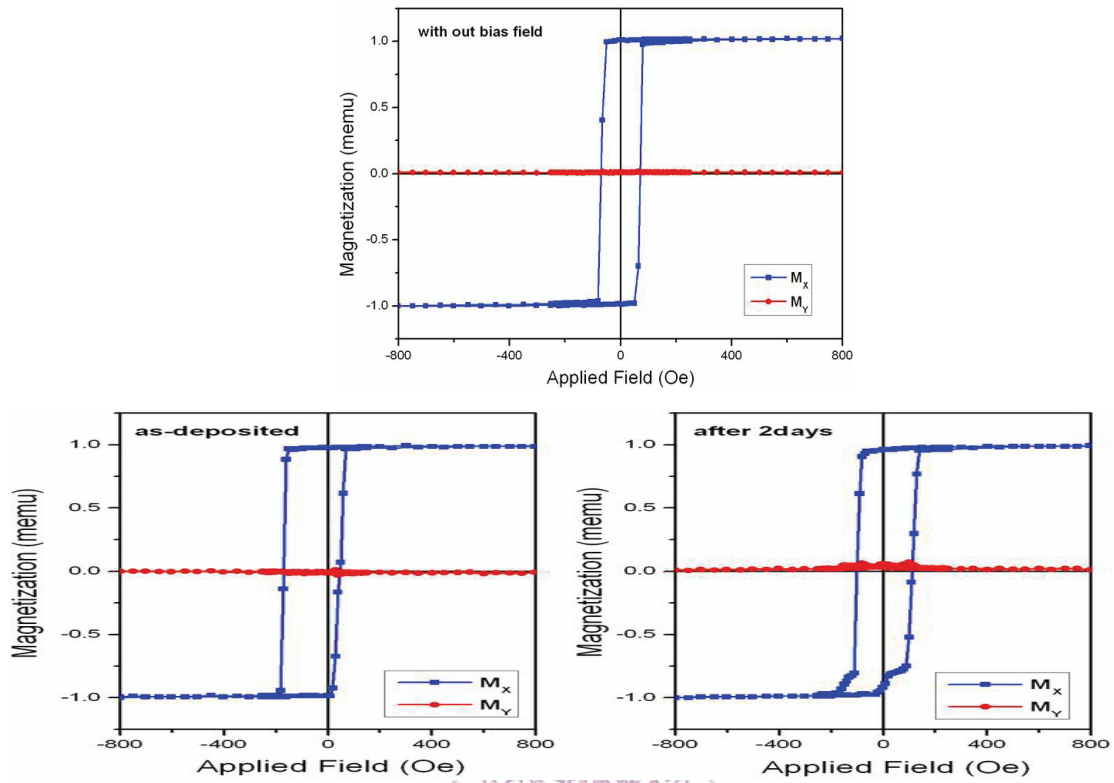 with out bias field
Magnetization (memu)
1.0
0.5
0.0
-0.5
-1.0
M_X
M_Y
-800 -400 0 400 800
Applied Field (Oe)
as-deposited
Magnetization (memu)
1.0
0.5
0.0
-0.5
-1.0
M_X
M_Y
-800 -400 0 400 800
Applied Field (Oe)
after 2days
Magnetization (memu)
1.0
0.5
0.0
-0.5
-1.0
M_X
M_Y
-800 -400 0 400 800
Applied Field (Oe)